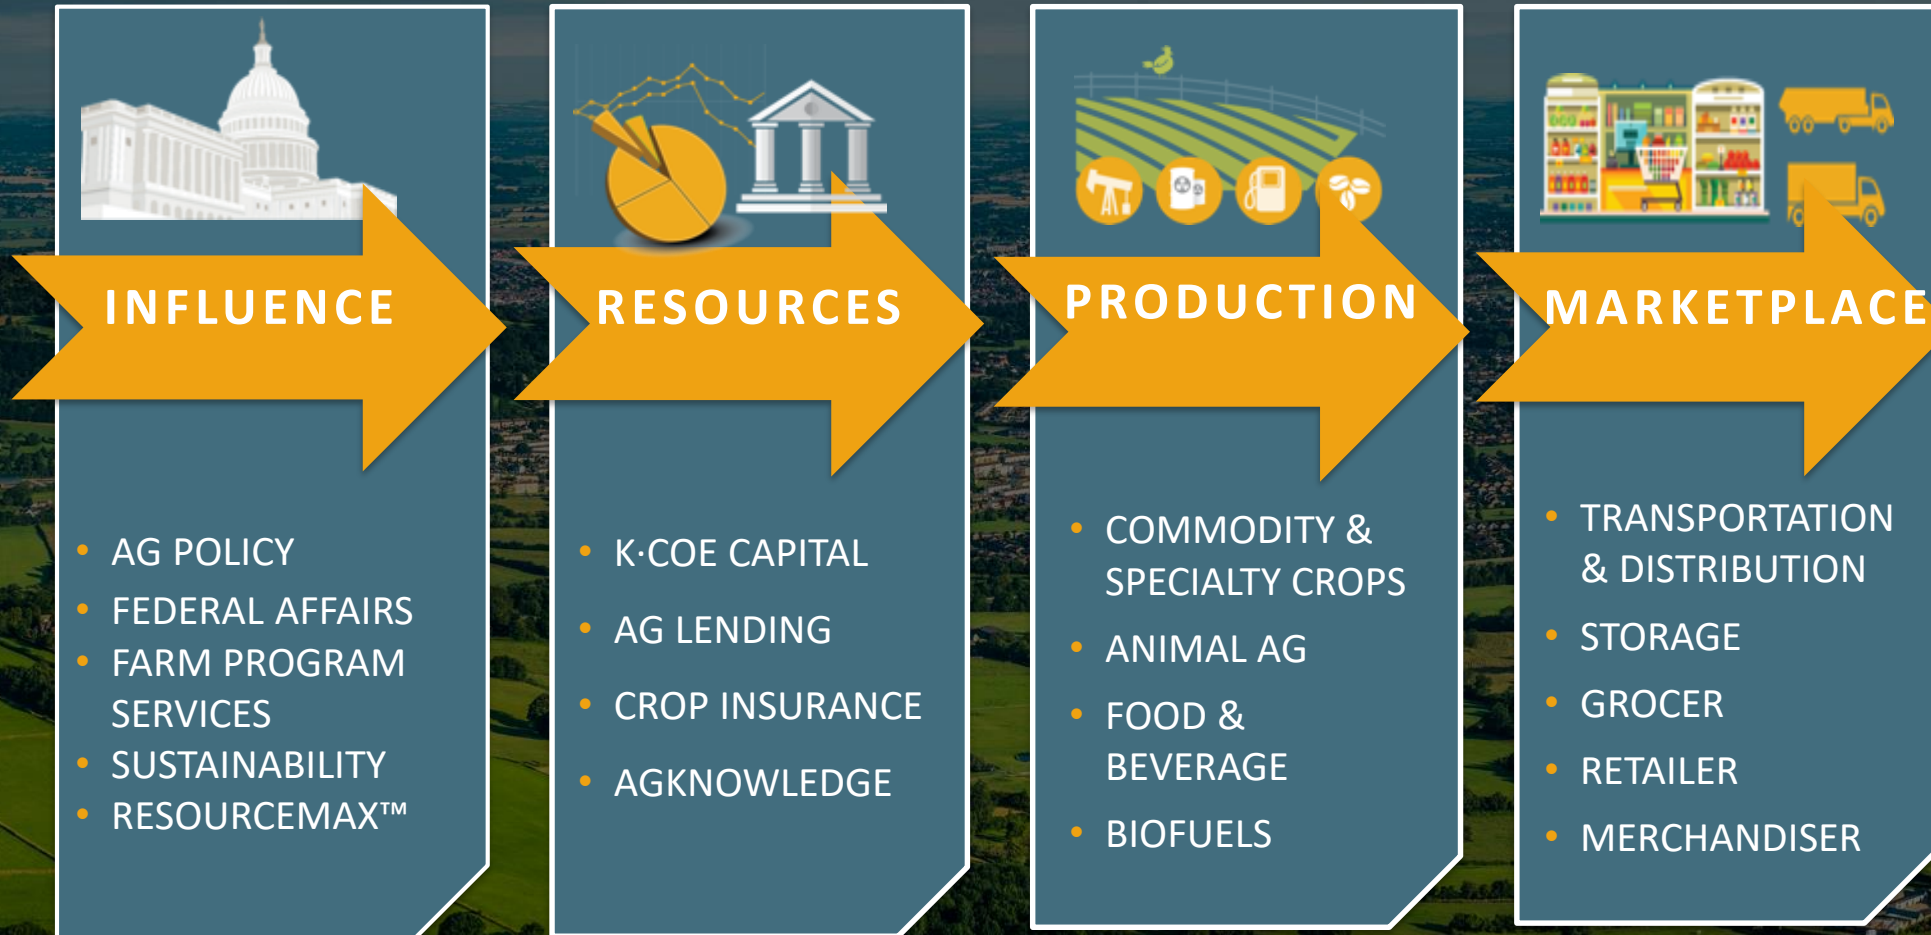 INFLUENCE
• AG POLICY
• FEDERAL AFFAIRS
• FARM PROGRAM
SERVICES
• SUSTAINABILITY
• RESOURCEMAX™
RESOURCES
• K·COE CAPITAL
• AG LENDING
• CROP INSURANCE
• AGKNOWLEDGE
PRODUCTION
• COMMODITY &
SPECIALTY CROPS
• ANIMAL AG
• FOOD &
BEVERAGE
• BIOFUELS
MARKETPLACE
• TRANSPORTATION
& DISTRIBUTION
• STORAGE
• GROCER
• RETAILER
• MERCHANDISER